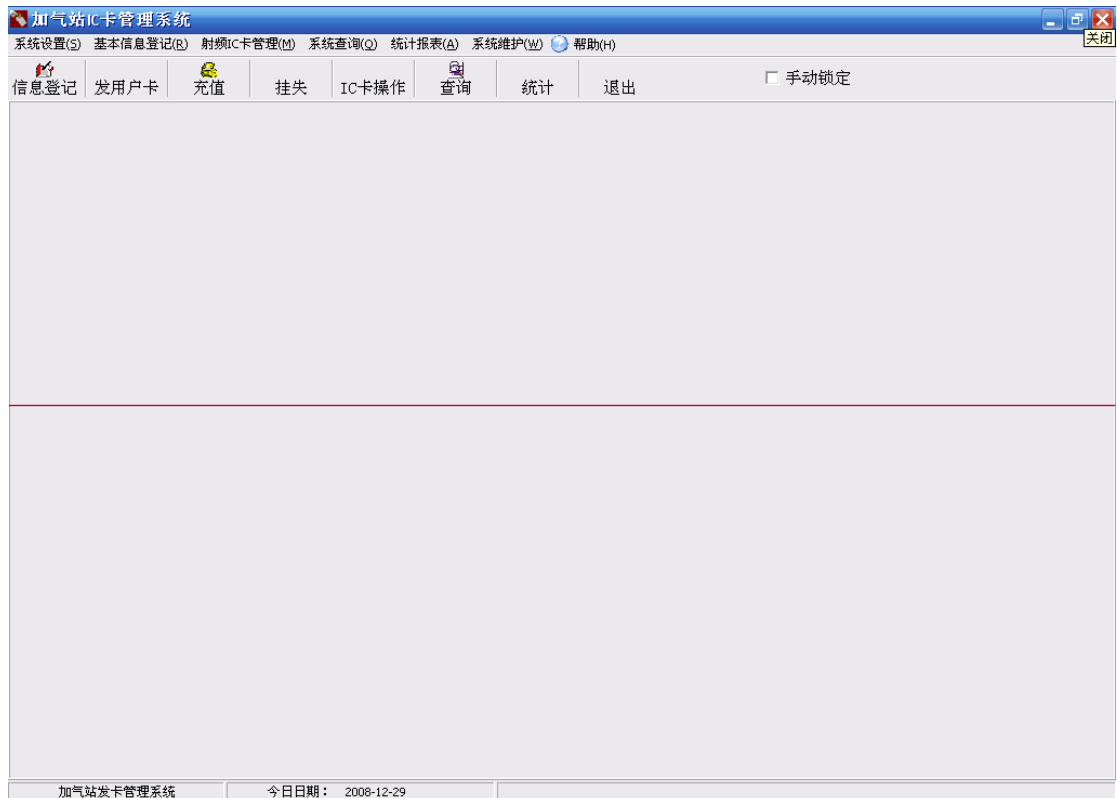 加气站IC卡管理系统
关闭
系统设置(S) 基本信息登记(R) 射频IC卡管理(M) 系统查询(Q) 统计报表(A) 系统维护(W) 帮助(H)
信息登记 发用户卡 充值 挂失 IC卡操作 查询 统计 退出 手动锁定
加气站发卡管理系统 今日日期： 2008-12-29